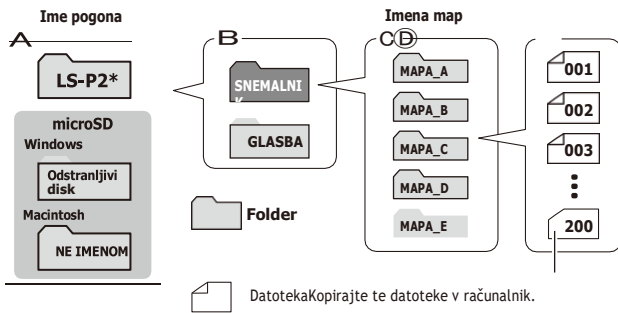 Ime pogona
Imena map
A
B
C D
LS-P2*
microSD
Windows
Odstranljivi
disk
Macintosh
NE IMENOM
SNEMALNI
K
GLASBA
Folder
MAPA_A
MAPA_B
MAPA_C
MAPA_D
MAPA_E
001
002
003
200
DatotekaKopirajte te datoteke v računalnik.